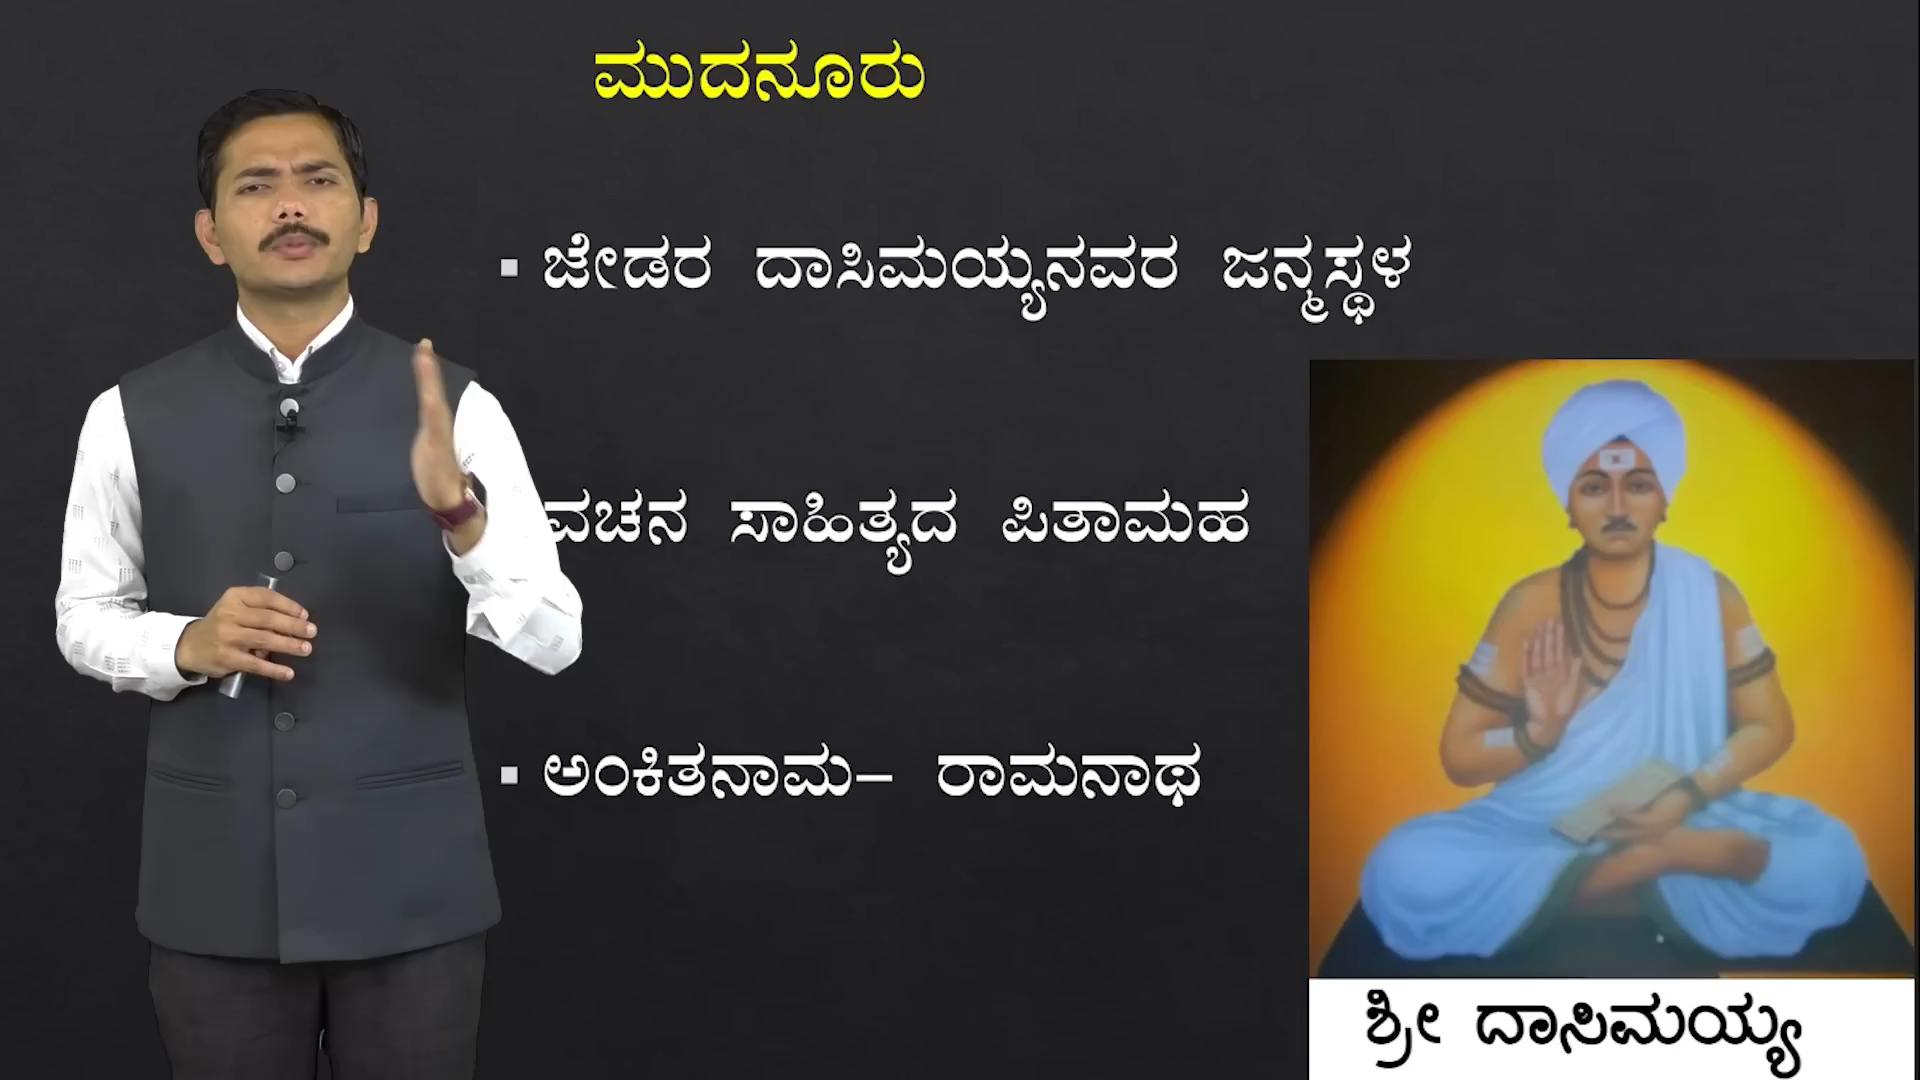 ಮುದನೂರು
▪ ಜೇಡರ ದಾಸಿಮಯ್ಯನವರ ಜನ್ಮಸ್ಥಳ
ವಚನ ಸಾಹಿತ್ಯದ ಪಿತಾಮಹ
▪ ಅಂಕಿತನಾಮ– ರಾಮನಾಥ
ಶ್ರೀ ದಾಸಿಮಯ್ಯ